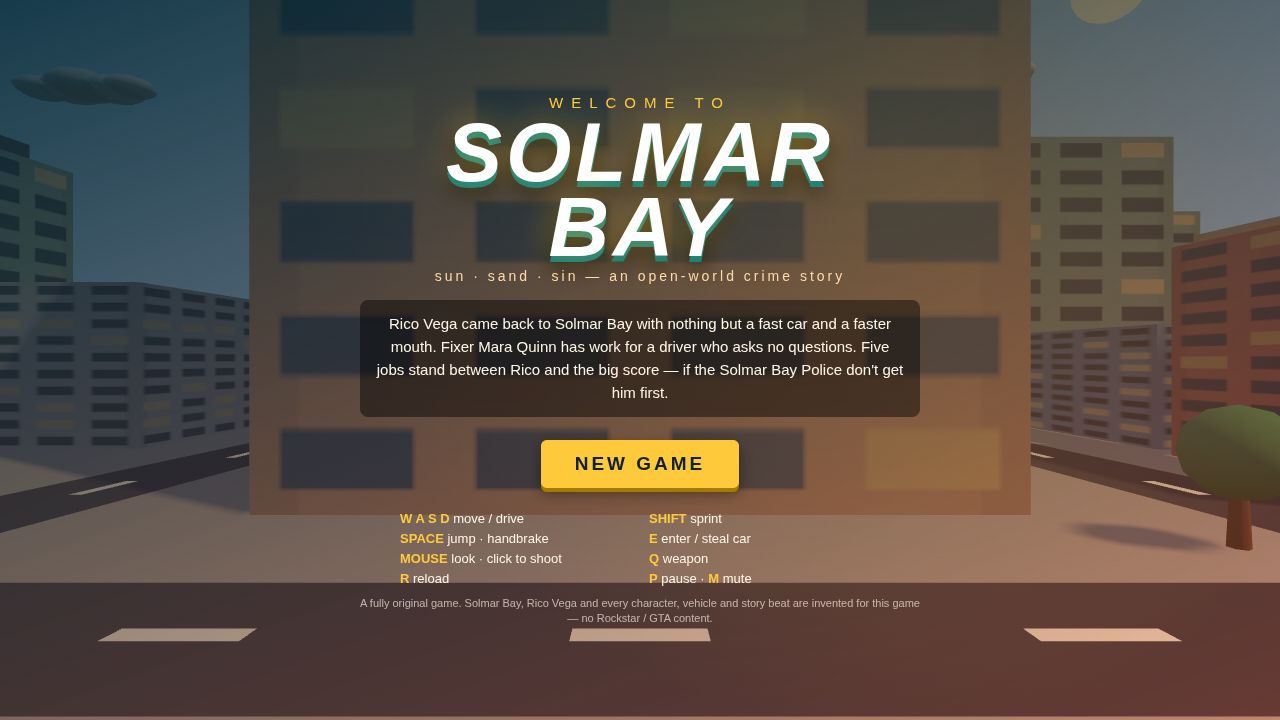 WELCOME TO
SOLMAR
BAY
sun · sand · sin — an open-world crime story
Rico Vega came back to Solmar Bay with nothing but a fast car and a faster
mouth. Fixer Mara Quinn has work for a driver who asks no questions. Five
jobs stand between Rico and the big score — if the Solmar Bay Police don't get
him first.
NEW GAME
W A S D move / drive
SHIFT sprint
SPACE jump · handbrake
E enter / steal car
MOUSE look · click to shoot
Q weapon
R reload
P pause · M mute
A fully original game. Solmar Bay, Rico Vega and every character, vehicle and story beat are invented for this game
— no Rockstar / GTA content.